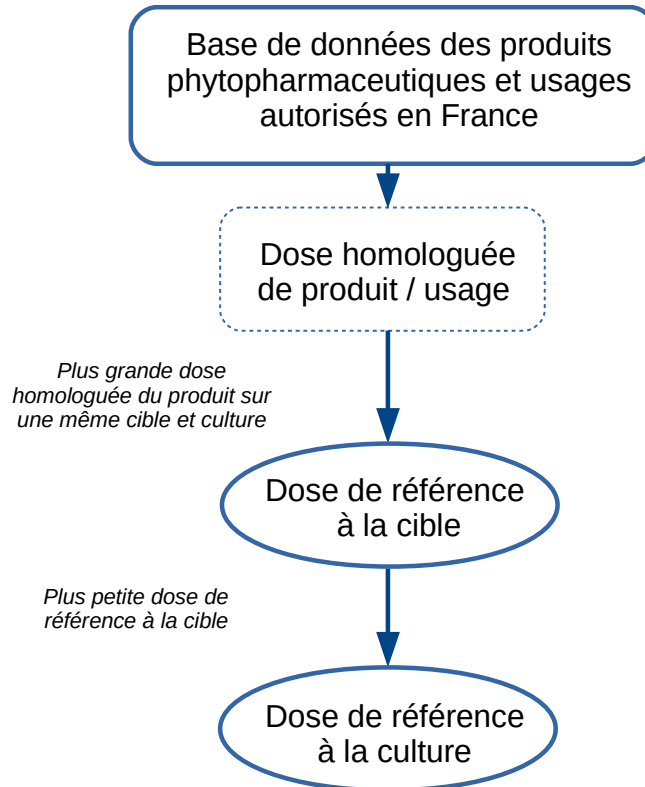 Base de données des produits
phytopharmaceutiques et usages
autorisés en France
Dose homologuée
de produit / usage
Plus grande dose
homologuée du produit sur
une même cible et culture
Dose de référence
à la cible
Plus petite dose de
référence à la cible
Dose de référence
à la culture